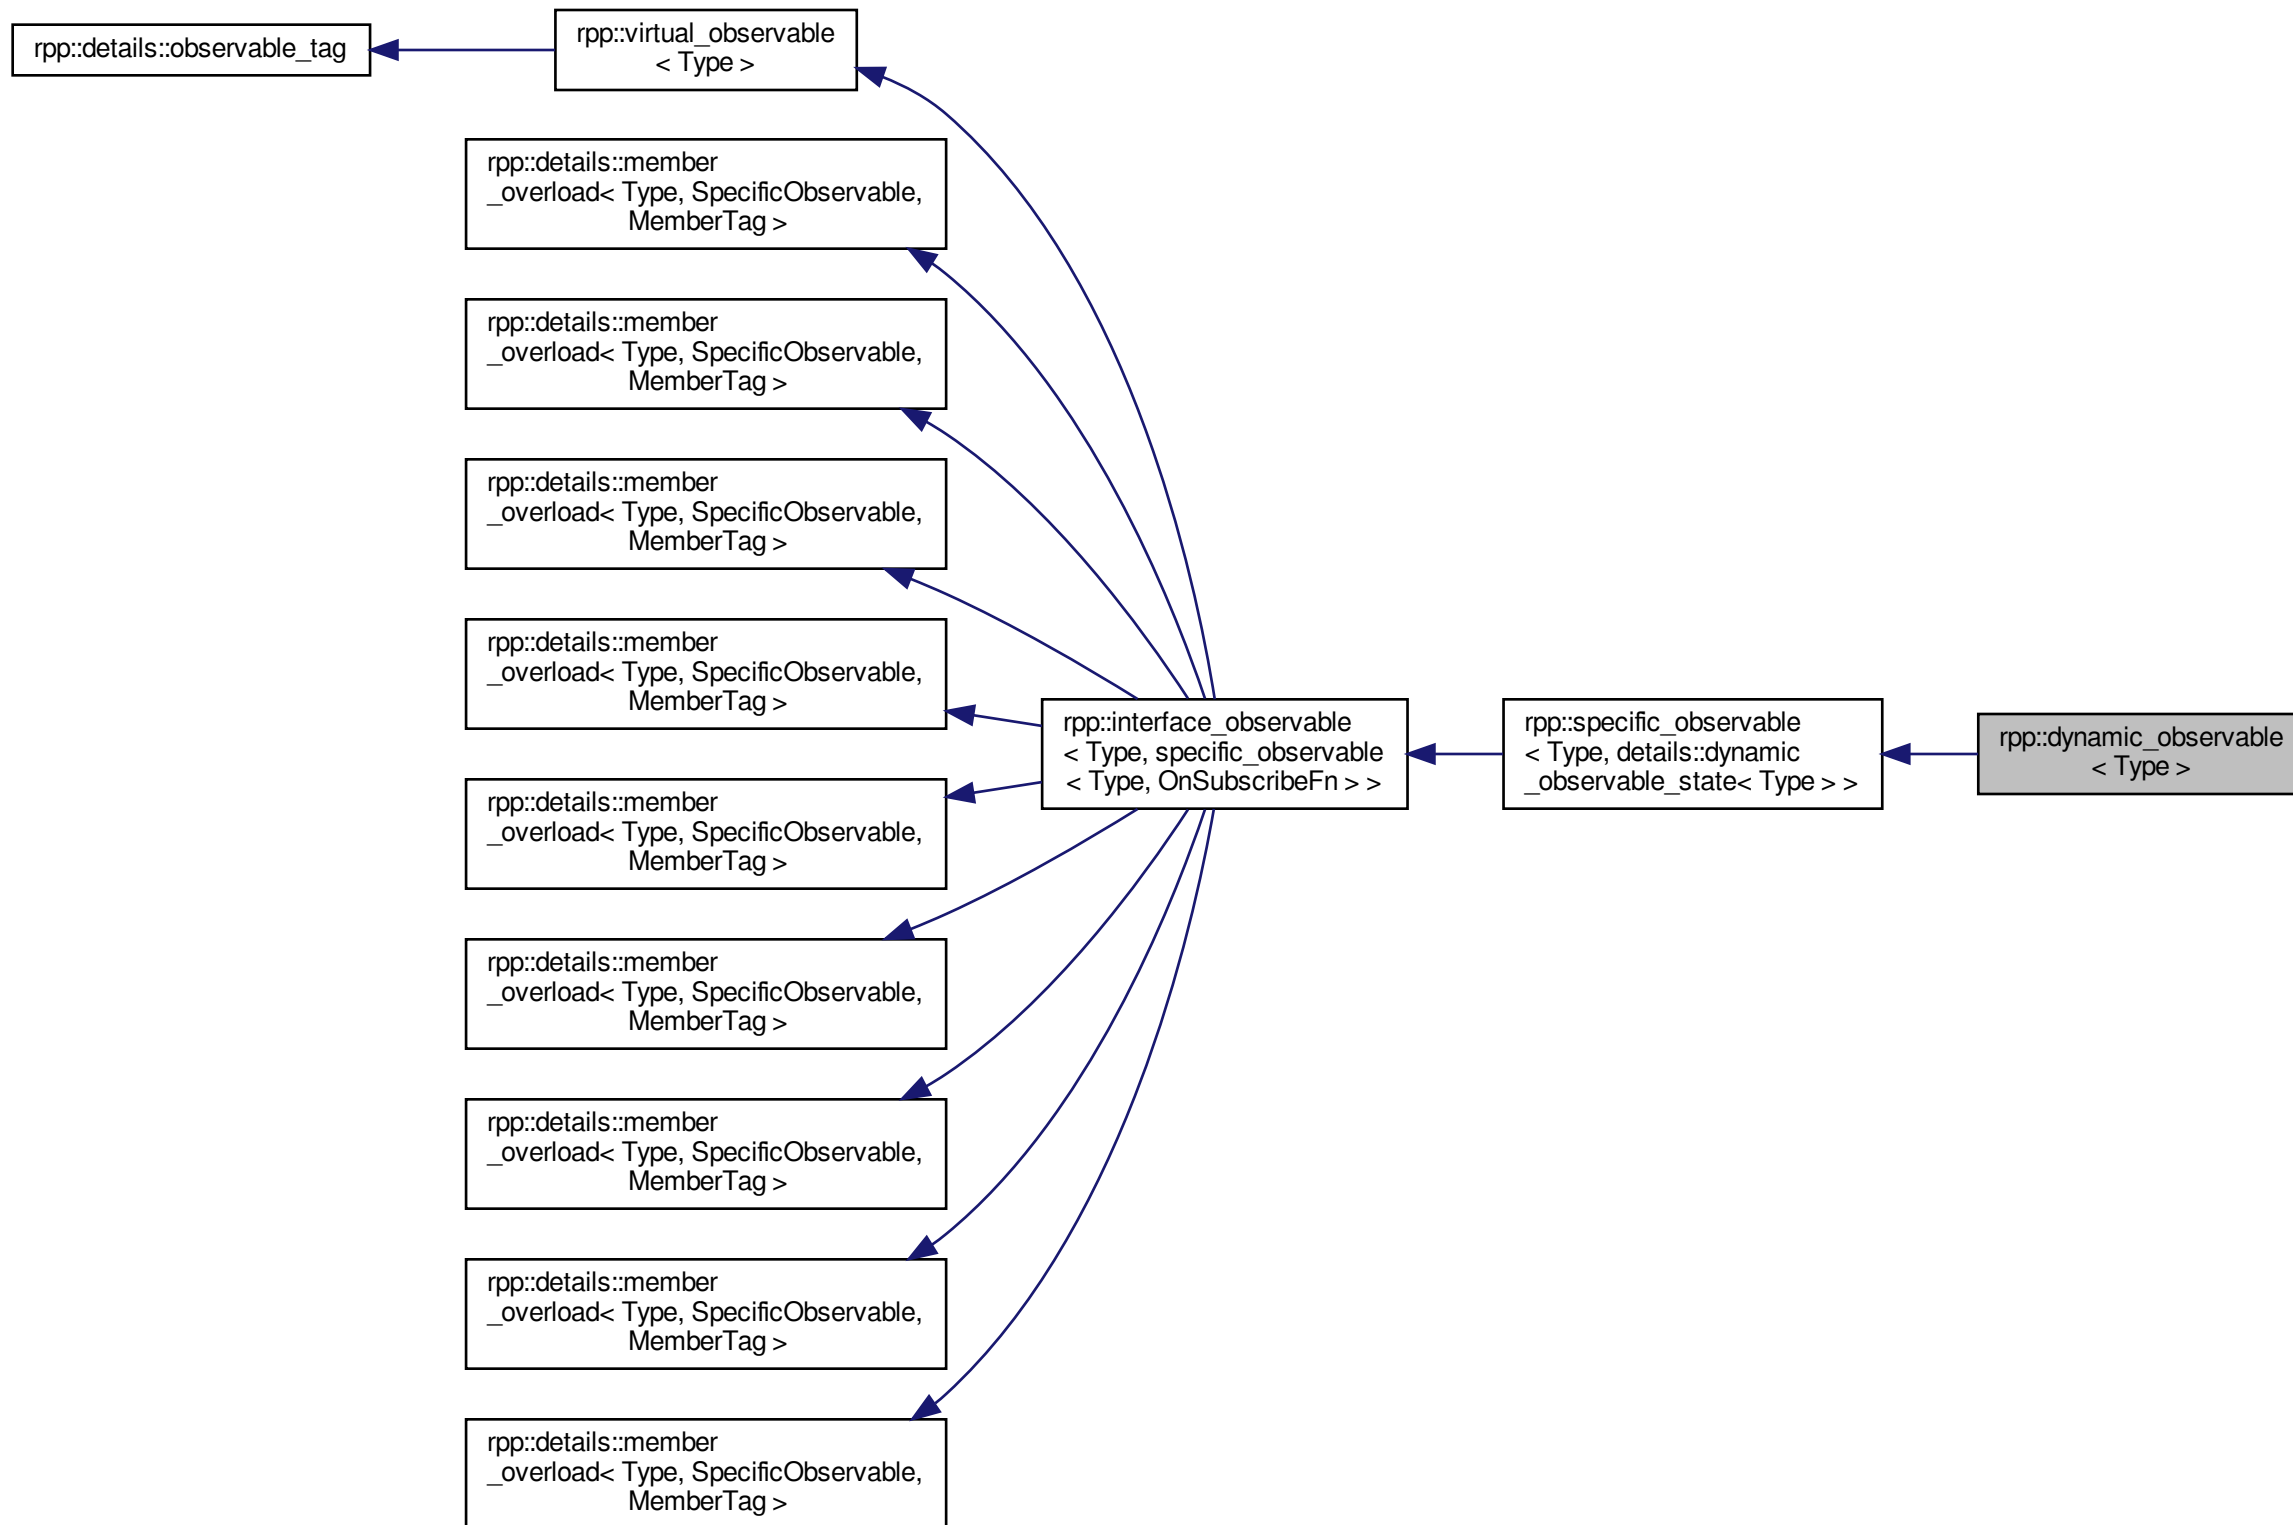 rpp::details::observable_tag
rpp::virtual_observable
< Type >
rpp::details::member
_overload< Type, SpecificObservable,
MemberTag >
rpp::details::member
_overload< Type, SpecificObservable,
MemberTag >
rpp::details::member
_overload< Type, SpecificObservable,
MemberTag >
rpp::details::member
_overload< Type, SpecificObservable,
MemberTag >
rpp::details::member
_overload< Type, SpecificObservable,
MemberTag >
rpp::details::member
_overload< Type, SpecificObservable,
MemberTag >
rpp::details::member
_overload< Type, SpecificObservable,
MemberTag >
rpp::details::member
_overload< Type, SpecificObservable,
MemberTag >
rpp::details::member
_overload< Type, SpecificObservable,
MemberTag >
rpp::interface_observable
< Type, specific_observable
< Type, OnSubscribeFn > >
rpp::specific_observable
< Type, details::dynamic
_observable_state< Type > >
rpp::dynamic_observable
< Type >